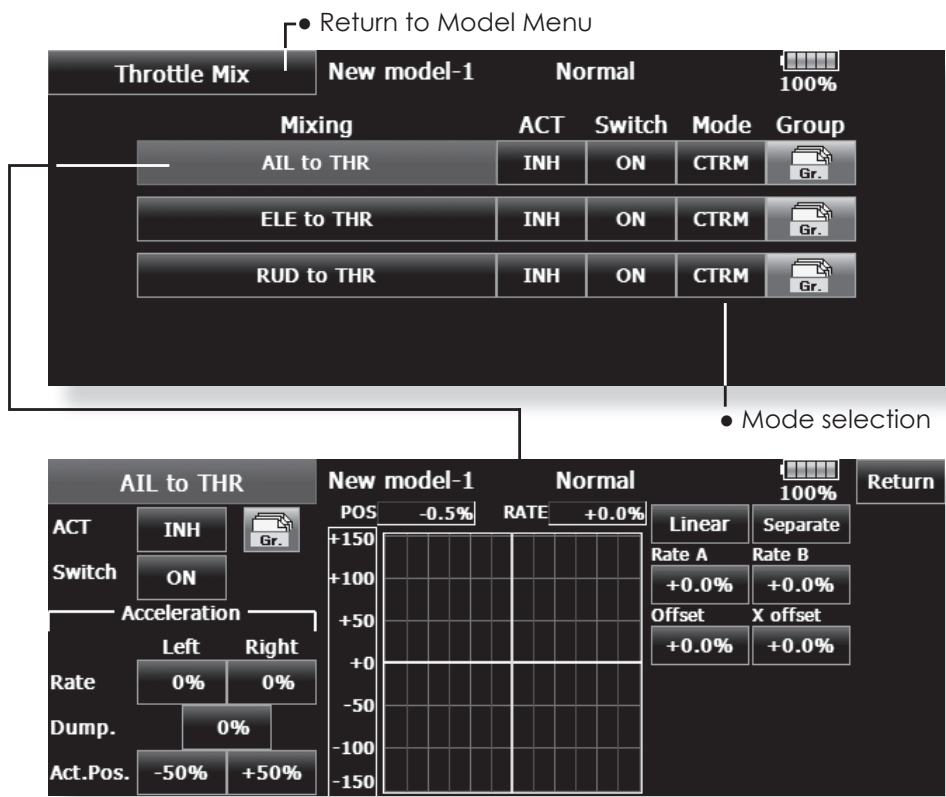 ● Return to Model Menu
Throttle Mix New model-1 Normal 100%
Mixing ACT Switch Mode Group
AIL to THR INH ON CTRM Gr.
ELE to THR INH ON CTRM Gr.
RUD to THR INH ON CTRM Gr.
● Mode selection
AIL to THR New model-1 Normal 100% Return
POS -0.5% RATE +0.0%
ACT INH Gr.
Switch ON
Acceleration
Left Right
Rate 0% 0%
Dump. 0%
Act.Pos. -50% +50%
+150
+100
+50
+0
-50
-100
-150
Linear Separate
Rate A Rate B
+0.0% +0.0%
Offset X offset
+0.0% +0.0%